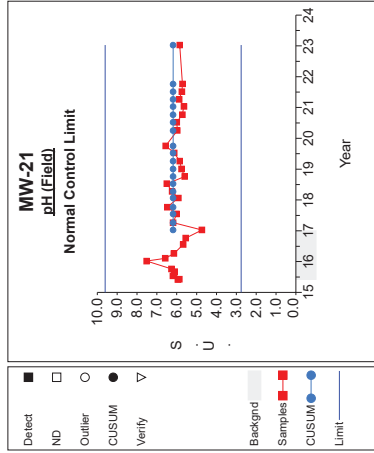 MW-21
pH (Field)
Normal Control Limit
10.0
9.0
8.0
7.0
6.0
5.0
4.0
3.0
2.0
1.0
0.0
S . U .
15 16 17 18 19 20 21 22 23 24
Year
Detect
ND
Outlier
CUSUM
Verify
Backgnd
Samples
CUSUM
Limit